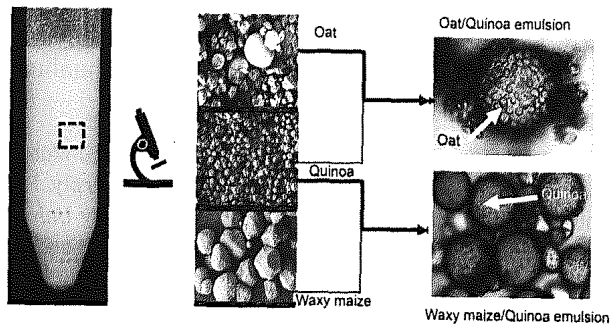 Oat
Quinoa
Waxy maize
Oat/Quinoa emulsion
Oat
Quinoa
Waxy maize/Quinoa emulsion